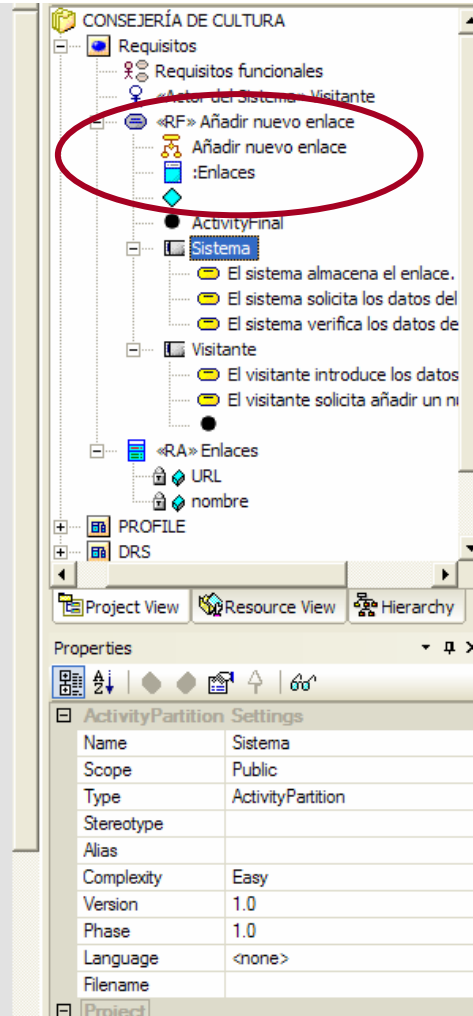 CONSEJERÍA DE CULTURA
Requisitos
Requisitos funcionales
«Actor del Sistema» Visitante
«RF» Añadir nuevo enlace
Añadir nuevo enlace
:Enlaces
ActivityFinal
Sistema
El sistema almacena el enlace.
El sistema solicita los datos del
El sistema verifica los datos de
Visitante
El visitante introduce los datos
El visitante solicita añadir un nu
«RA» Enlaces
URL
nombre
PROFILE
DRS
Project View Resource View Hierarchy
Properties
ActivityPartition Settings
Name Sistema
Scope Public
Type ActivityPartition
Stereotype
Alias
Complexity Easy
Version 1.0
Phase 1.0
Language <none>
Filename
Project